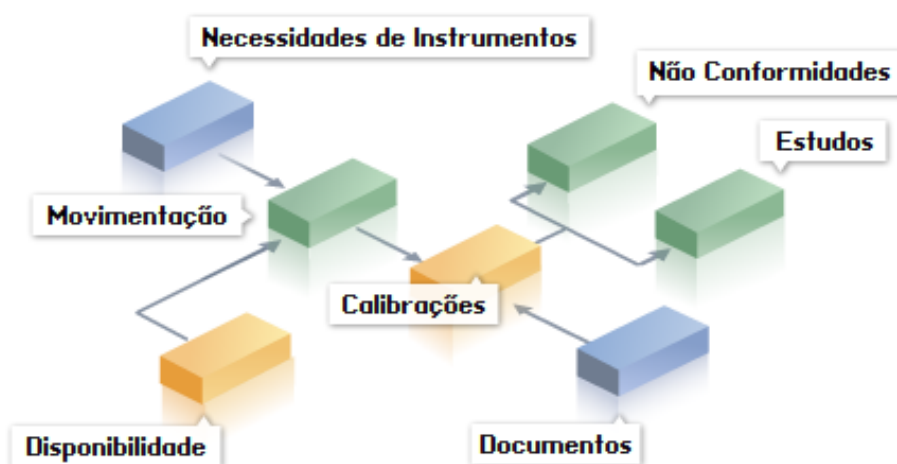 Necessidades de Instrumentos
Não Conformidades
Estudos
Movimentação
Calibrações
Disponibilidade
Documentos